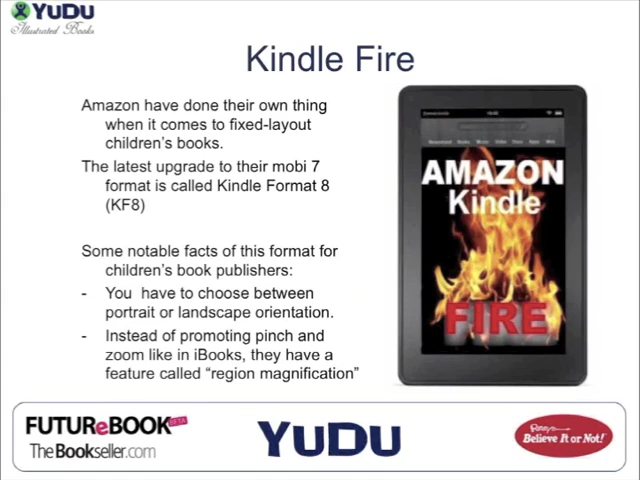 YUDU
Illustrated Books
Kindle Fire
Amazon have done their own thing
when it comes to fixed-layout
children's books.
The latest upgrade to their mobi 7
format is called Kindle Format 8
(KF8)
Some notable facts of this format for
children's book publishers:
- You have to choose between
portrait or landscape orientation.
- Instead of promoting pinch and
zoom like in iBooks, they have a
feature called “region magnification”
AMAZON
Kindle
FIRE
FUTUReBOOK BETA
TheBookseller.com
YUDU
Ripley's
Believe It or Not!